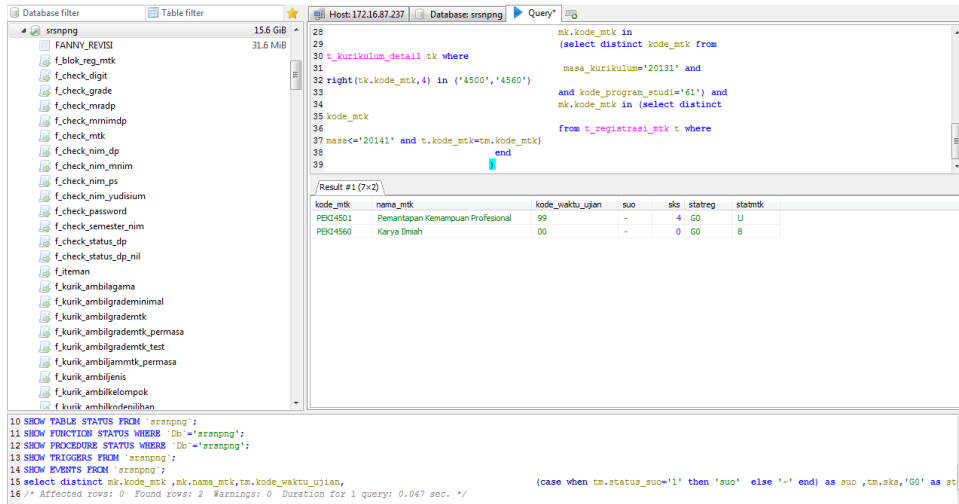 Database filter
Table filter
srsnpng 15.6 GiB
FANNY_REVISI 31.6 MiB
f_blok_reg_mtk
f_check_digit
f_check_grade
f_check_mradp
f_check_mrnimdp
f_check_mtk
f_check_nim_dp
f_check_nim_mnim
f_check_nim_ps
f_check_nim_yudisium
f_check_password
f_check_semester_nim
f_check_status_dp
f_check_status_dp_nil
f_iteman
f_kurik_ambilagama
f_kurik_ambilgrademinimal
f_kurik_ambilgrademtk
f_kurik_ambilgrademtk_permasa
f_kurik_ambilgrademtk_test
f_kurik_ambiljammtk_permasa
f_kurik_ambiljenis
f_kurik_ambilkelompok
f_kurik_ambilkodepilihan
Host: 172.16.87.237 Database: srsnpng Query*
28 mk.kode_mtk in
29 (select distinct kode_mtk from
30 t_kurikulum_detail tk where
31 masa_kurikulum='20131' and
32 right(tk.kode_mtk,4) in ('4500','4560')
33 and kode_program_studi='61') and
34 mk.kode_mtk in (select distinct
35 kode_mtk
36 from t_registrasi_mtk t where
37 masa<='20141' and t.kode_mtk=tm.kode_mtk)
38 end
39 )
Result #1 (7×2)
kode_mtk nama_mtk kode_waktu_ujian suo sks statreg statmtk
PEKI4501 Pemantapan Kemampuan Profesional 99 - 4 G0 U
PEKI4560 Karya Ilmiah 00 - 0 G0 B
10 SHOW TABLE STATUS FROM `srsnpng`;
11 SHOW FUNCTION STATUS WHERE `Db`='srsnpng';
12 SHOW PROCEDURE STATUS WHERE `Db`='srsnpng';
13 SHOW TRIGGERS FROM `srsnpng`;
14 SHOW EVENTS FROM `srsnpng`;
15 select distinct mk.kode_mtk ,mk.nama_mtk,tm.kode_waktu_ujian, (case when tm.status_suo='1' then 'suo' else '-' end) as suo ,tm.sks,'G0' as st
16 /* Affected rows: 0 Found rows: 2 Warnings: 0 Duration for 1 query: 0.047 sec. */